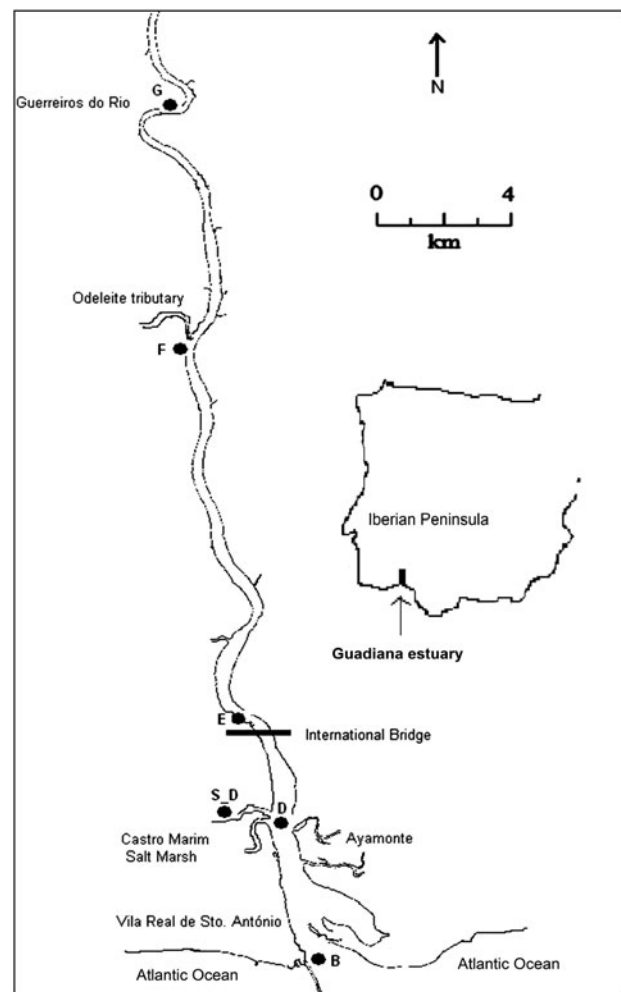 N
G
Guerreiros do Rio
0 4
km
Odeleite tributary
F
Iberian Peninsula
Guadiana estuary
E
International Bridge
S_D
D
Castro Marim
Salt Marsh
Ayamonte
Vila Real de Sto. António
B
Atlantic Ocean
Atlantic Ocean